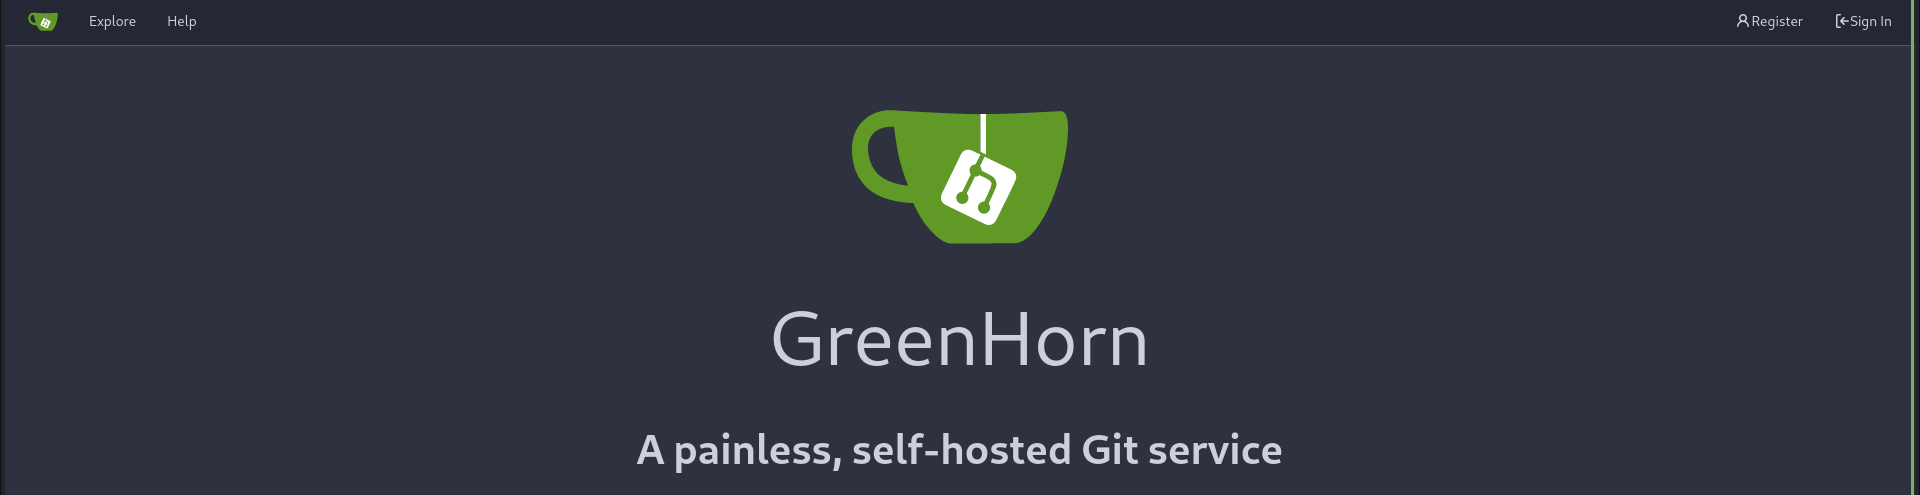 Explore Help Register Sign In
GreenHorn
A painless, self-hosted Git service